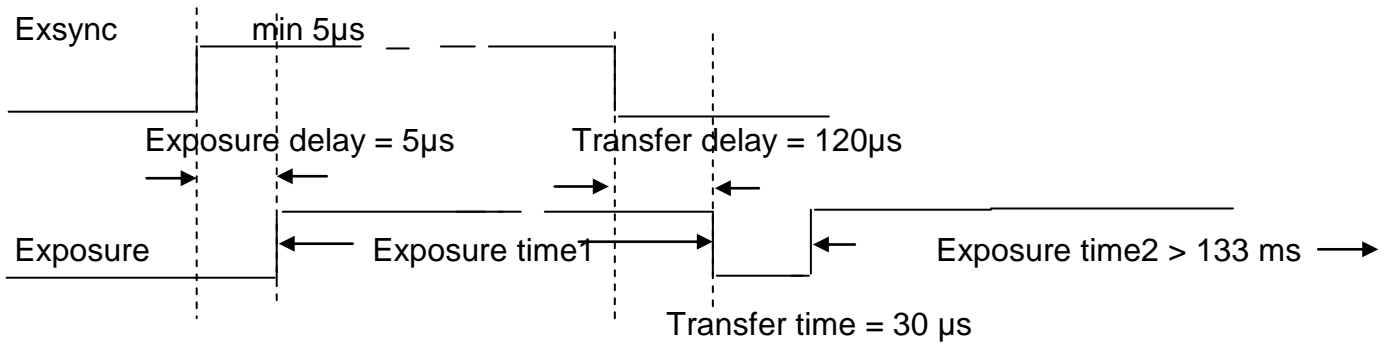 Exsync min 5µs
Exposure delay = 5µs Transfer delay = 120µs
Exposure Exposure time1 Exposure time2 > 133 ms
Transfer time = 30 µs